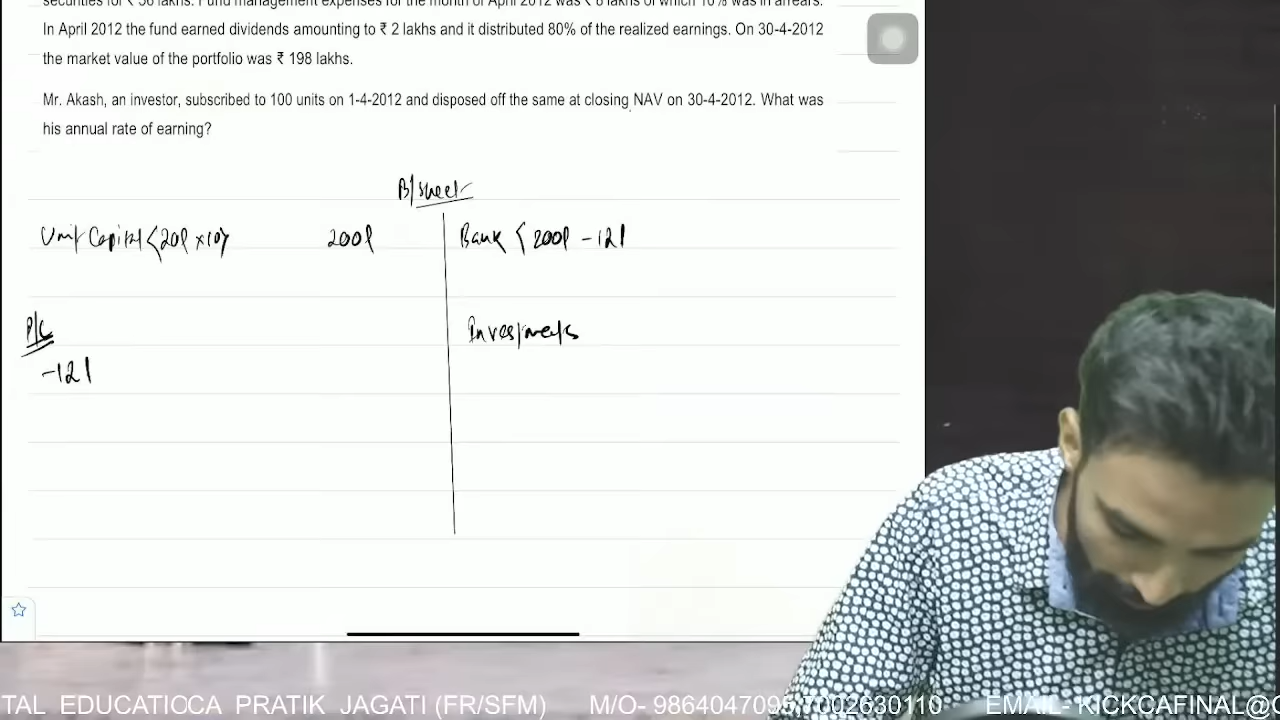 securities for ₹ 56 lakhs. Fund management expenses for the month of April 2012 was ₹ 8 lakhs of which 10% was in arrears.
In April 2012 the fund earned dividends amounting to ₹ 2 lakhs and it distributed 80% of the realized earnings. On 30-4-2012
the market value of the portfolio was ₹ 198 lakhs.
Mr. Akash, an investor, subscribed to 100 units on 1-4-2012 and disposed off the same at closing NAV on 30-4-2012. What was
his annual rate of earning?
B/Sheet
Unit Capital <20l x10> 200l Bank { 200l -12l
P/L Investments
-12l
TAL EDUCATIOCA PRATIK JAGATI (FR/SFM) M/O- 9864047095,7002630110 EMAIL- KICKCAFINAL@G